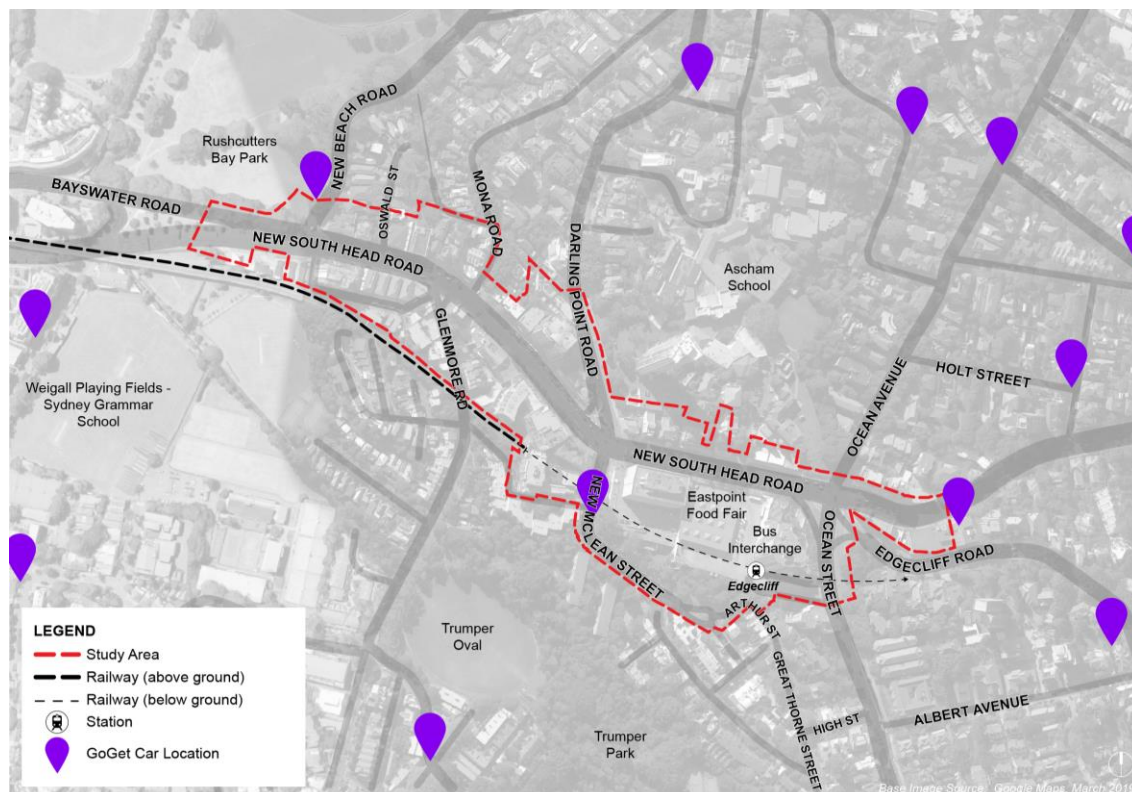 NEW BEACH ROAD
Rushcutters
Bay Park
BAYSWATER ROAD
OSWALD ST
MONA ROAD
NEW SOUTH HEAD ROAD
DARLING POINT ROAD
Ascham
School
GLENMORE RD
OCEAN AVENUE
HOLT STREET
Weigall Playing Fields -
Sydney Grammar
School
NEW SOUTH HEAD ROAD
NEW MCLEAN STREET
Eastpoint
Food Fair
Bus
Interchange
OCEAN STREET
EDGECLIFF ROAD
Edgecliff
ARTHUR ST
Trumper
Oval
GREAT THORNE STREET
HIGH ST
ALBERT AVENUE
Trumper
Park
LEGEND
Study Area
Railway (above ground)
Railway (below ground)
Station
GoGet Car Location
Base Image Source: Google Maps, March 2019